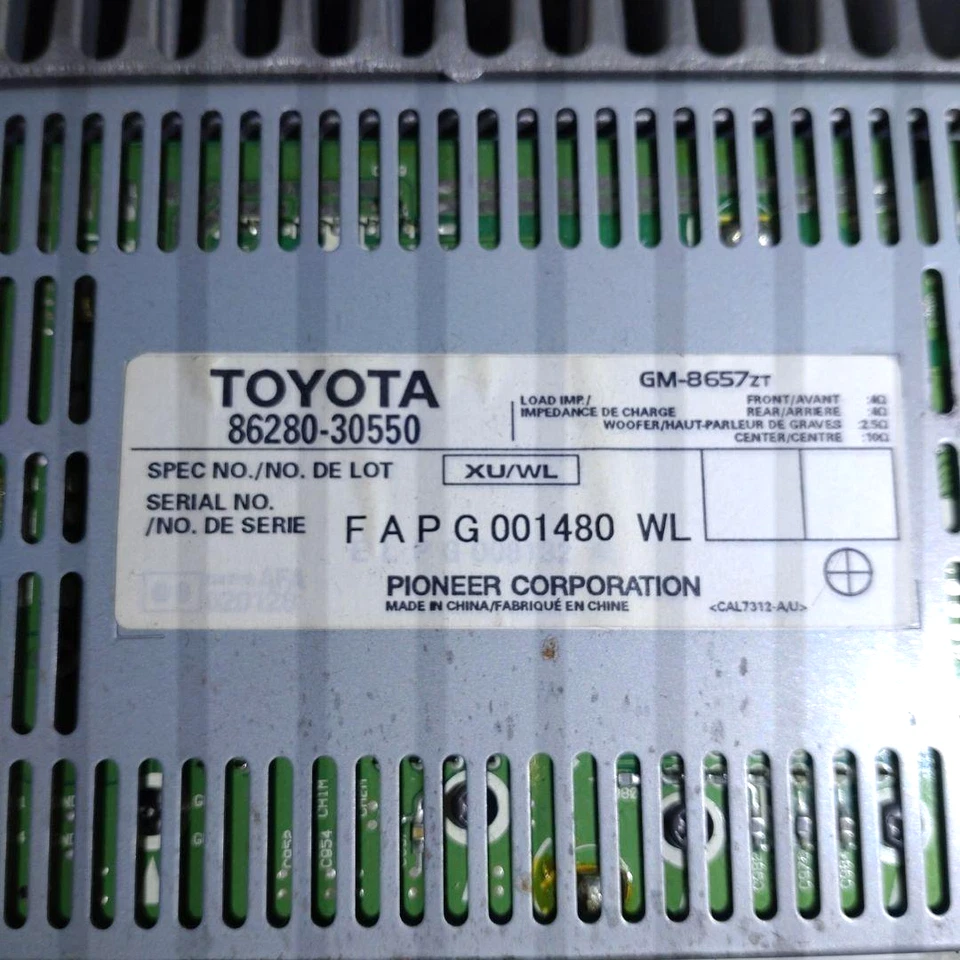 TOYOTA
86280-30550
GM-8657ZT
LOAD IMP./
IMPEDANCE DE CHARGE
FRONT/AVANT :4Ω
REAR/ARRIERE :4Ω
WOOFER/HAUT-PARLEUR DE GRAVES :2.5Ω
CENTER/CENTRE :10Ω
SPEC NO./NO. DE LOT XU/WL
SERIAL NO.
/NO. DE SERIE F A P G 001480 WL
PIONEER CORPORATION
MADE IN CHINA/FABRIQUÉ EN CHINE
<CAL7312-A/U>
C954 CH1M